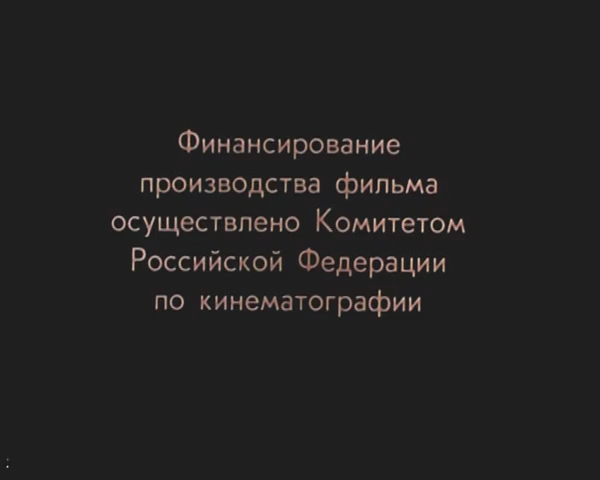 Финансирование
производства фильма
осуществлено Комитетом
Российской Федерации
по кинематографии